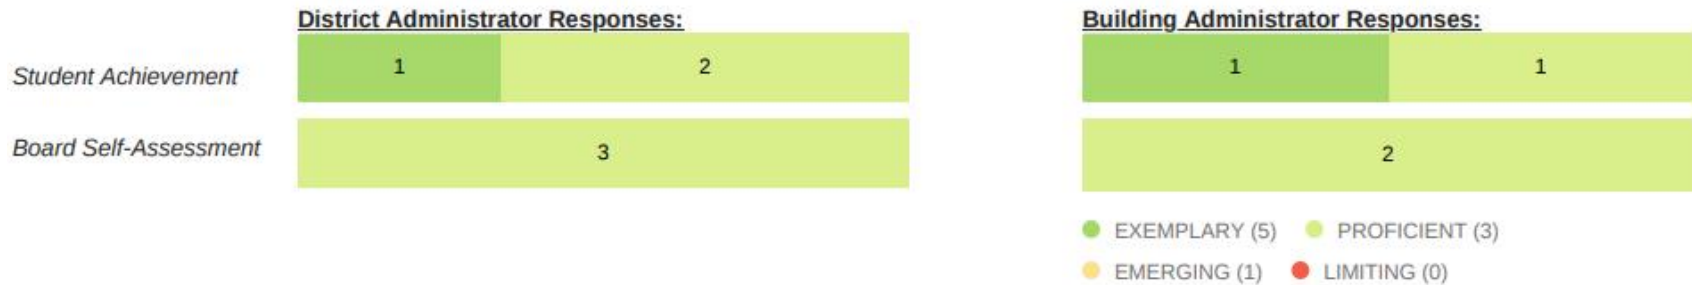 District Administrator Responses:
Building Administrator Responses:
Student Achievement
1
2
1
1
Board Self-Assessment
3
2
EXEMPLARY (5)
PROFICIENT (3)
EMERGING (1)
LIMITING (0)